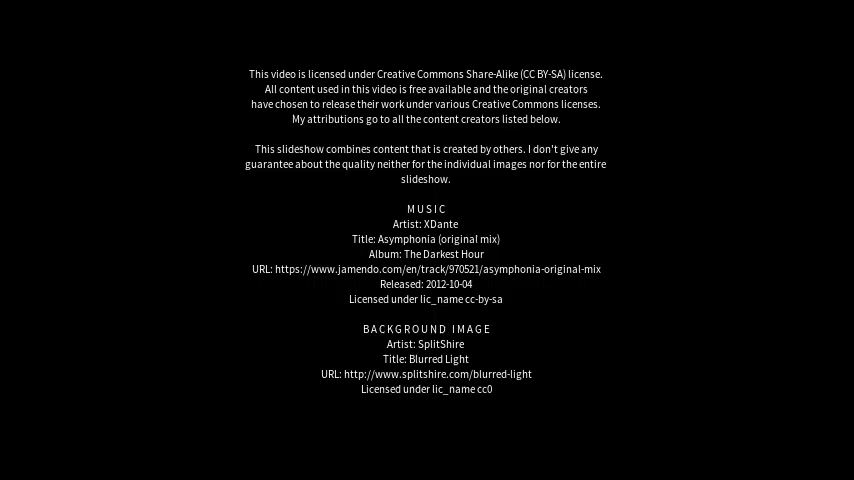 This video is licensed under Creative Commons Share-Alike (CC BY-SA) license.
All content used in this video is free available and the original creators
have chosen to release their work under various Creative Commons licenses.
My attributions go to all the content creators listed below.
This slideshow combines content that is created by others. I don't give any
guarantee about the quality neither for the individual images nor for the entire
slideshow.
MUSIC
Artist: XDante
Title: Asymphonia (original mix)
Album: The Darkest Hour
URL: https://www.jamendo.com/en/track/970521/asymphonia-original-mix
Released: 2012-10-04
Licensed under lic_name cc-by-sa
BACKGROUND IMAGE
Artist: SplitShire
Title: Blurred Light
URL: http://www.splitshire.com/blurred-light
Licensed under lic_name cc0